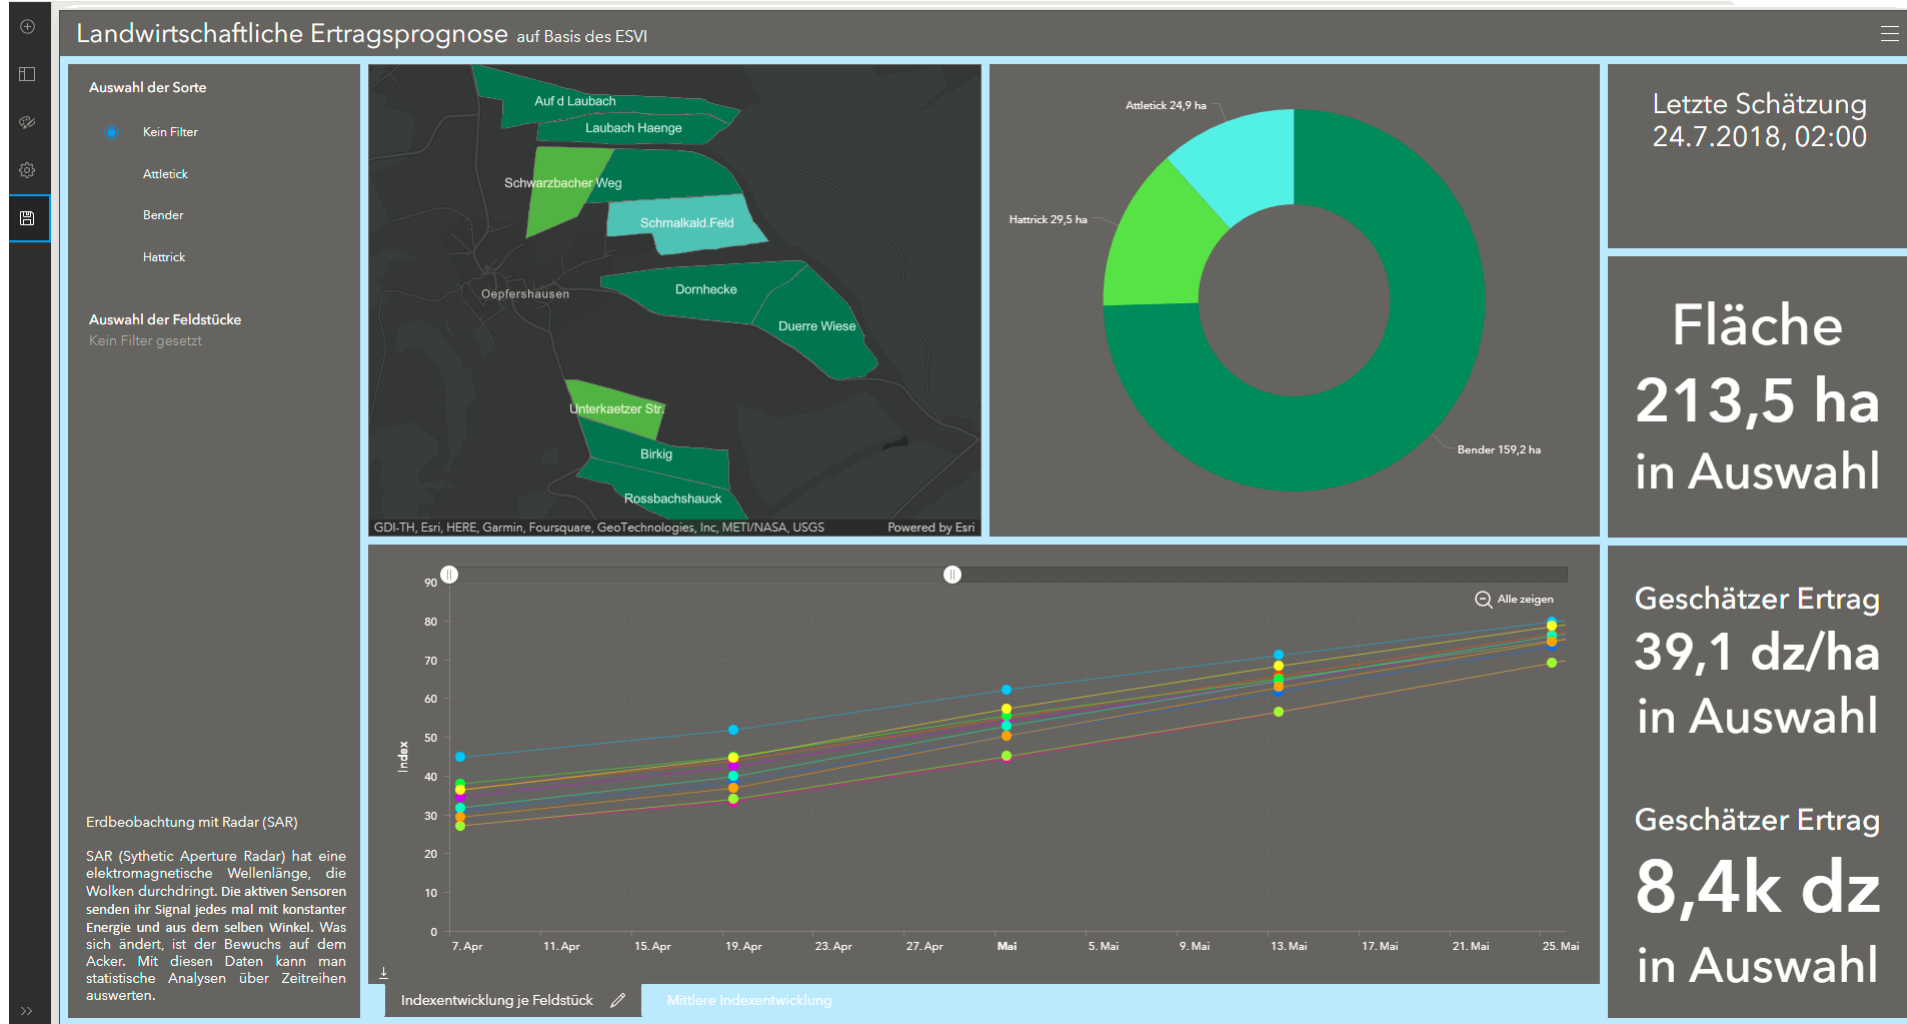 Landwirtschaftliche Ertragsprognose auf Basis des ESVI
Auswahl der Sorte
Kein Filter
Attletick
Bender
Hattrick
Auswahl der Feldstücke
Kein Filter gesetzt
Erdbeobachtung mit Radar (SAR)
SAR (Sythetic Aperture Radar) hat eine
elektromagnetische Wellenlänge, die
Wolken durchdringt. Die aktiven Sensoren
senden ihr Signal jedes mal mit konstanter
Energie und aus dem selben Winkel. Was
sich ändert, ist der Bewuchs auf dem
Acker. Mit diesen Daten kann man
statistische Analysen über Zeitreihen
auswerten.
Auf d Laubach
Laubach Haenge
Schwarzbacher Weg
Schmalkald.Feld
Dornhecke
Oepfershausen
Duerre Wiese
Unterkaetzer Str.
Birkig
Rossbachshauck
GDI-TH, Esri, HERE, Garmin, Foursquare, GeoTechnologies, Inc, METI/NASA, USGS Powered by Esri
Attletick 24,9 ha
Hattrick 29,5 ha
Bender 159,2 ha
Letzte Schätzung
24.7.2018, 02:00
Fläche
213,5 ha
in Auswahl
Geschätzer Ertrag
39,1 dz/ha
in Auswahl
Geschätzer Ertrag
8,4k dz
in Auswahl
Alle zeigen
Index
90
80
70
60
50
40
30
20
10
0
7. Apr 11. Apr 15. Apr 19. Apr 23. Apr 27. Apr Mai 5. Mai 9. Mai 13. Mai 17. Mai 21. Mai 25. Mai
Indexentwicklung je Feldstück
Mittlere Indexentwicklung